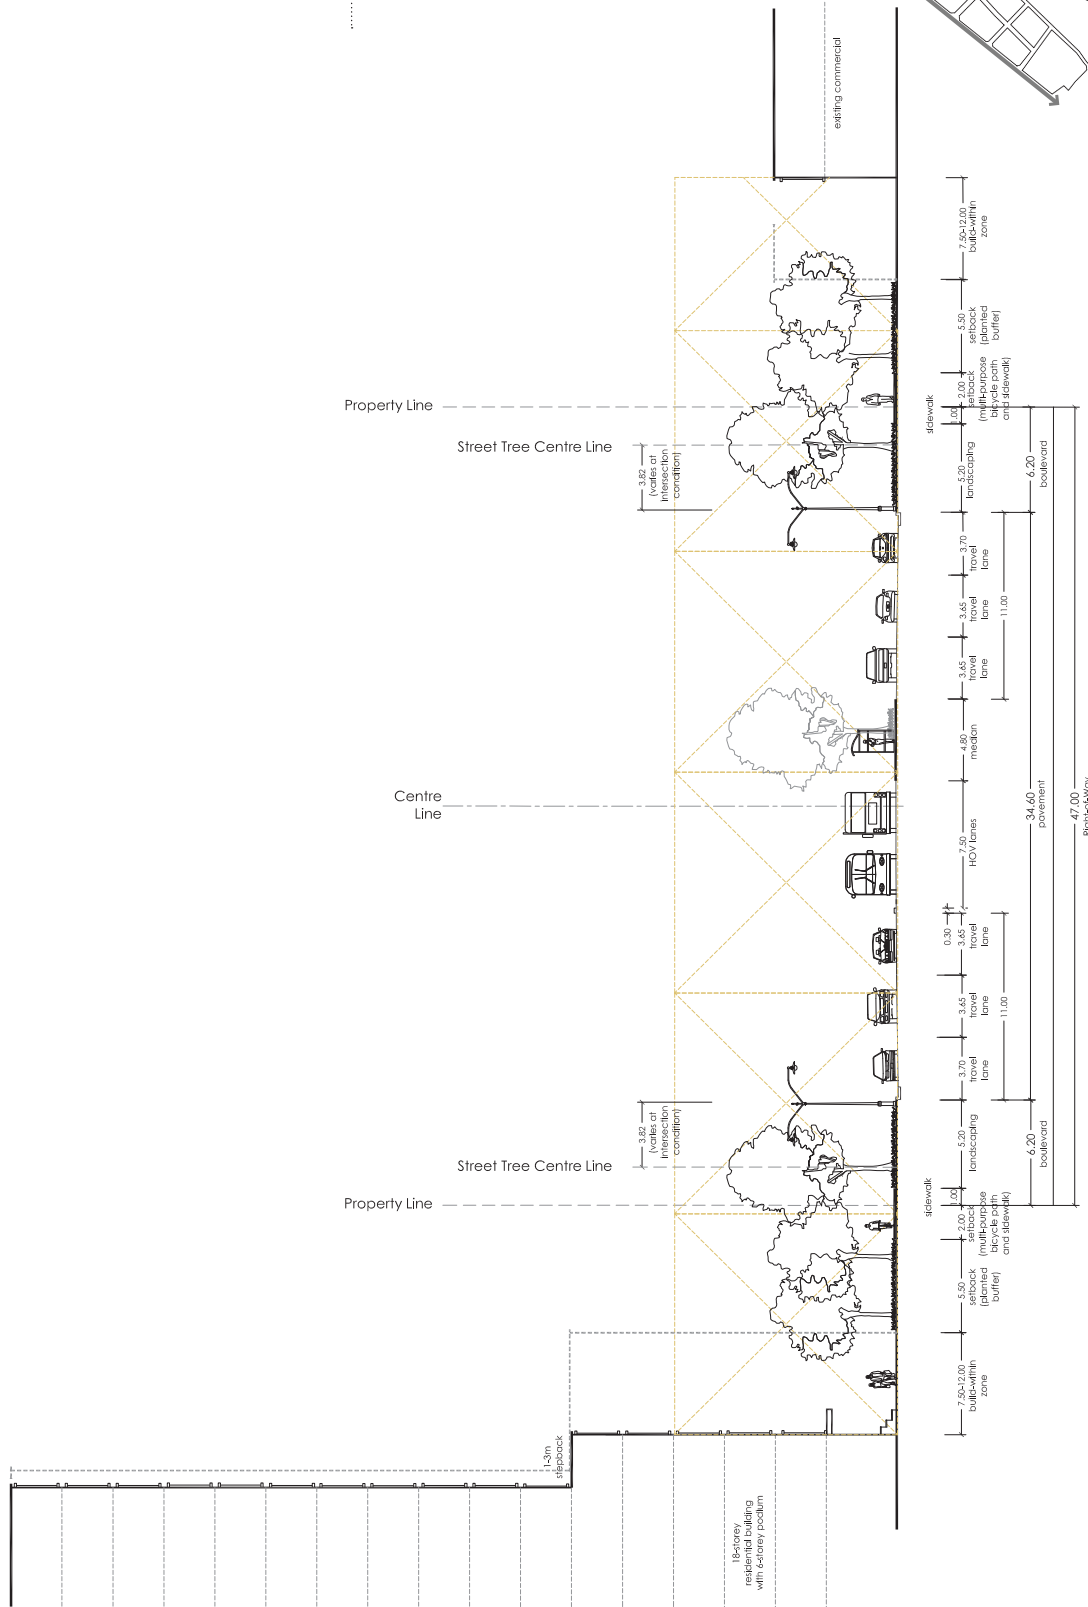 existing commercial
7.50-12.00
build-within
zone
5.50
setback
(planted
buffer)
2.00
setback
(multi-purpose
bicycle path
and sidewalk)
sidewalk
1.00
Property Line
Street Tree Centre Line
3.82
(varies at
intersection
condition)
5.20
landscaping
6.20
boulevard
3.70
travel
lane
3.65
travel
lane
3.65
travel
lane
11.00
4.80
median
Centre
Line
7.50
HOV lanes
34.60
pavement
47.00
Right-of-Way
0.30
3.65
travel
lane
3.65
travel
lane
3.70
travel
lane
11.00
3.82
(varies at
intersection
condition)
Street Tree Centre Line
Property Line
5.20
landscaping
6.20
boulevard
sidewalk
1.00
2.00
setback
(multi-purpose
bicycle path
and sidewalk)
5.50
setback
(planted
buffer)
7.50-12.00
build-within
zone
1-3m
stepback
18-storey
residential building
with 6-storey podium